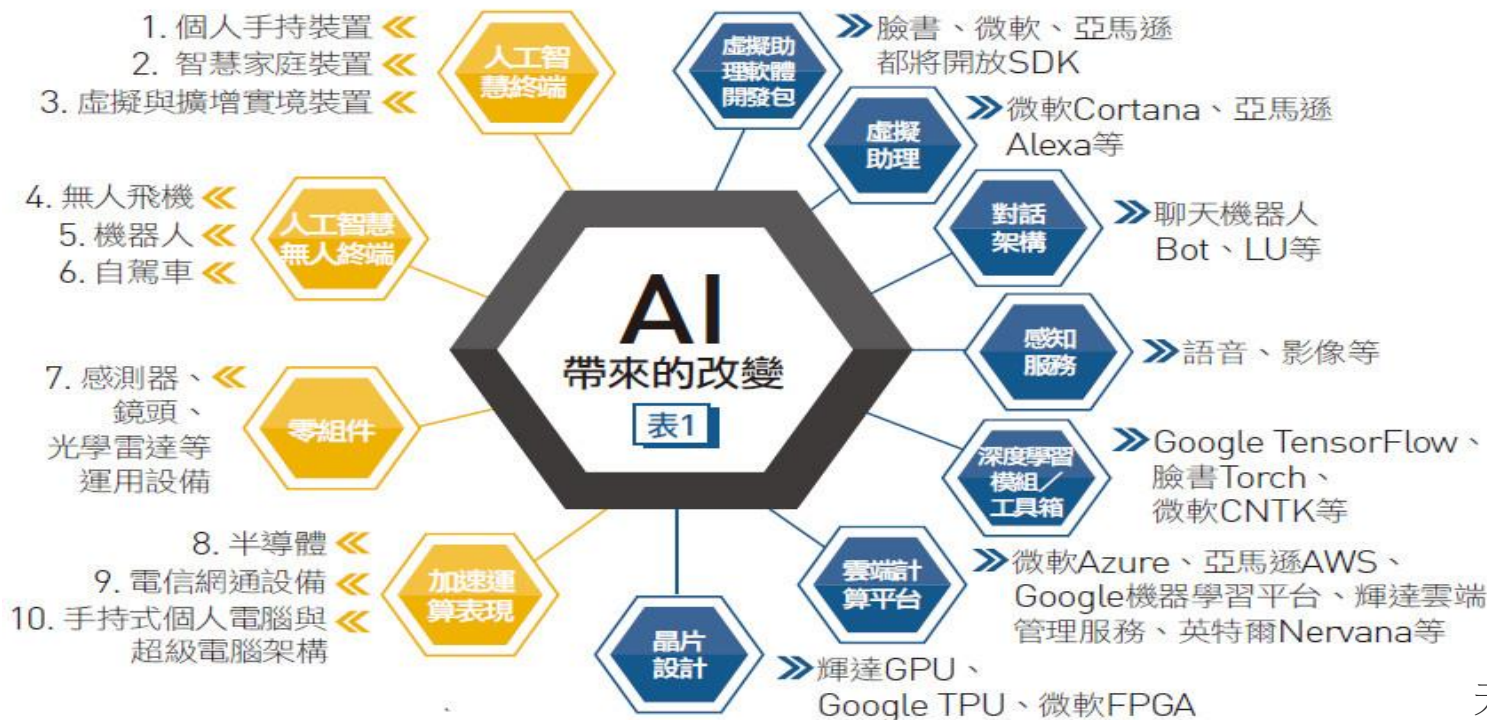 1. 個人手持裝置
2. 智慧家庭裝置
3. 虛擬與擴增實境裝置
人工智
慧終端
4. 無人飛機
5. 機器人
6. 自駕車
人工智慧
無人終端
7. 感測器、
鏡頭、
光學雷達等
運用設備
零組件
8. 半導體
9. 電信網通設備
10. 手持式個人電腦與
超級電腦架構
加速運
算表現
AI
帶來的改變
表1
虛擬助
理軟體
開發包
臉書、微軟、亞馬遜
都將開放SDK
虛擬
助理
微軟Cortana、亞馬遜
Alexa等
對話
架構
聊天機器人
Bot、LU等
感知
服務
語音、影像等
深度學習
模組／
工具箱
Google TensorFlow、
臉書Torch、
微軟CNTK等
雲端計
算平台
微軟Azure、亞馬遜AWS、
Google機器學習平台、輝達雲端
管理服務、英特爾Nervana等
晶片
設計
輝達GPU、
Google TPU、微軟FPGA